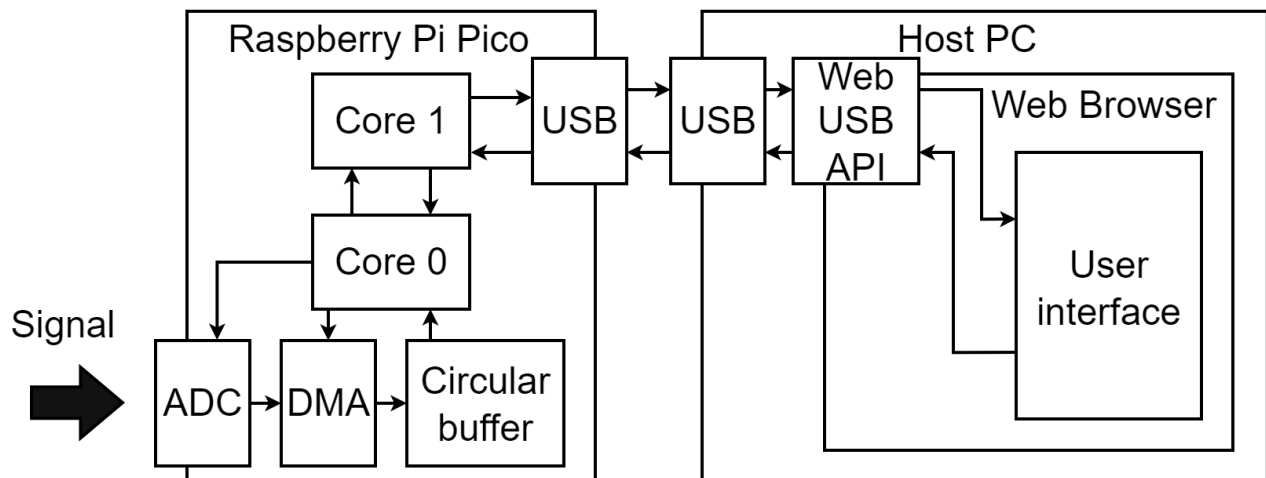 Raspberry Pi Pico
Host PC
Core 1
USB
USB
Web
USB
API
Web Browser
Core 0
User
interface
Signal
ADC
DMA
Circular
buffer